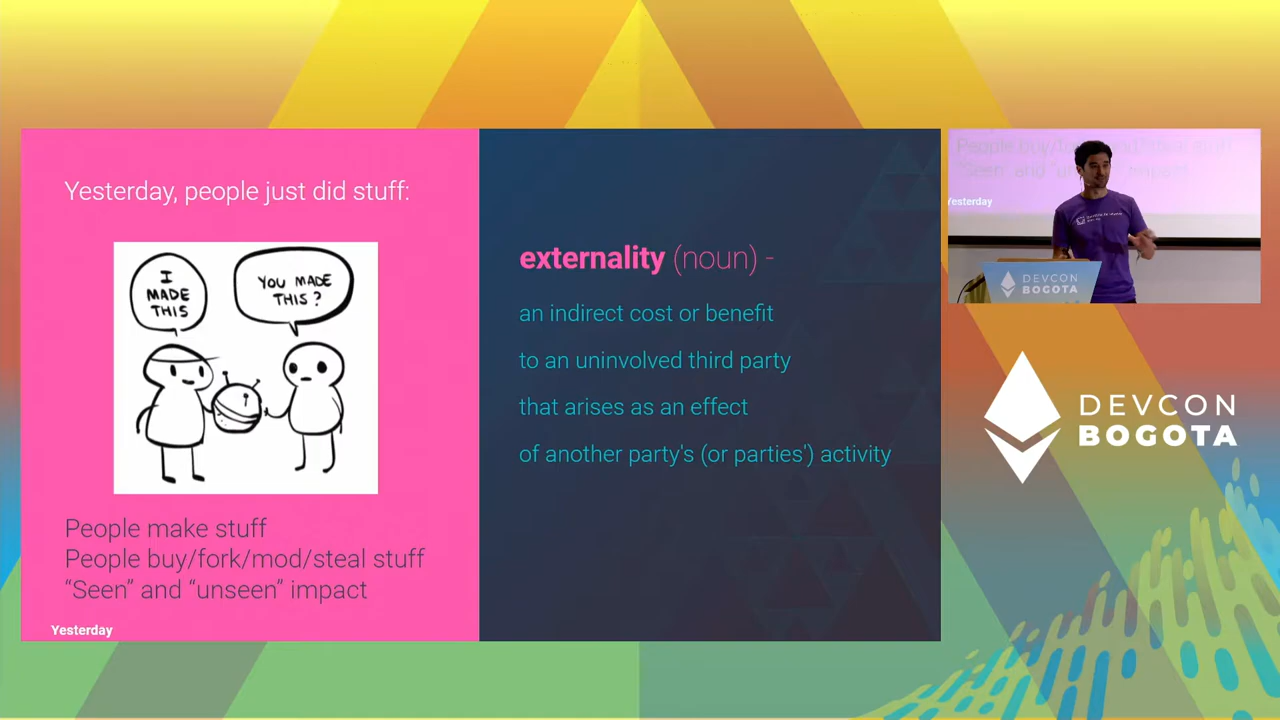 Yesterday, people just did stuff:
I
MADE
THIS
YOU MADE
THIS?
People make stuff
People buy/fork/mod/steal stuff
“Seen” and “unseen” impact
Yesterday
externality (noun) -
an indirect cost or benefit
to an uninvolved third party
that arises as an effect
of another party's (or parties') activity
Yesterday
DEVCON
BOGOTA
DEVCON
BOGOTA